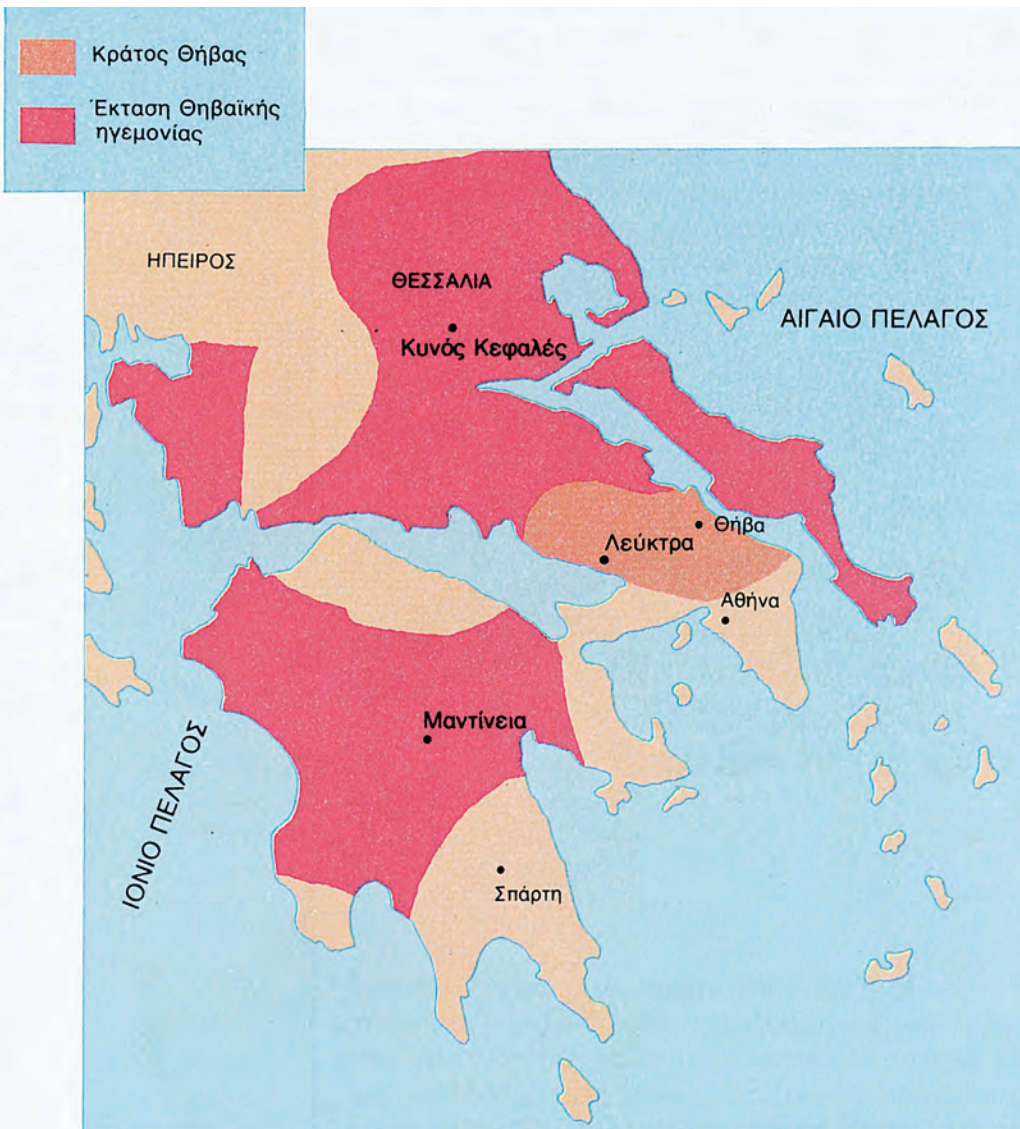 Κράτος Θήβας
Έκταση Θηβαϊκής
ηγεμονίας
ΗΠΕΙΡΟΣ
ΘΕΣΣΑΛΙΑ
Κυνός Κεφαλές
ΑΙΓΑΙΟ ΠΕΛΑΓΟΣ
Θήβα
Λεύκτρα
Αθήνα
Μαντίνεια
ΙΟΝΙΟ ΠΕΛΑΓΟΣ
Σπάρτη